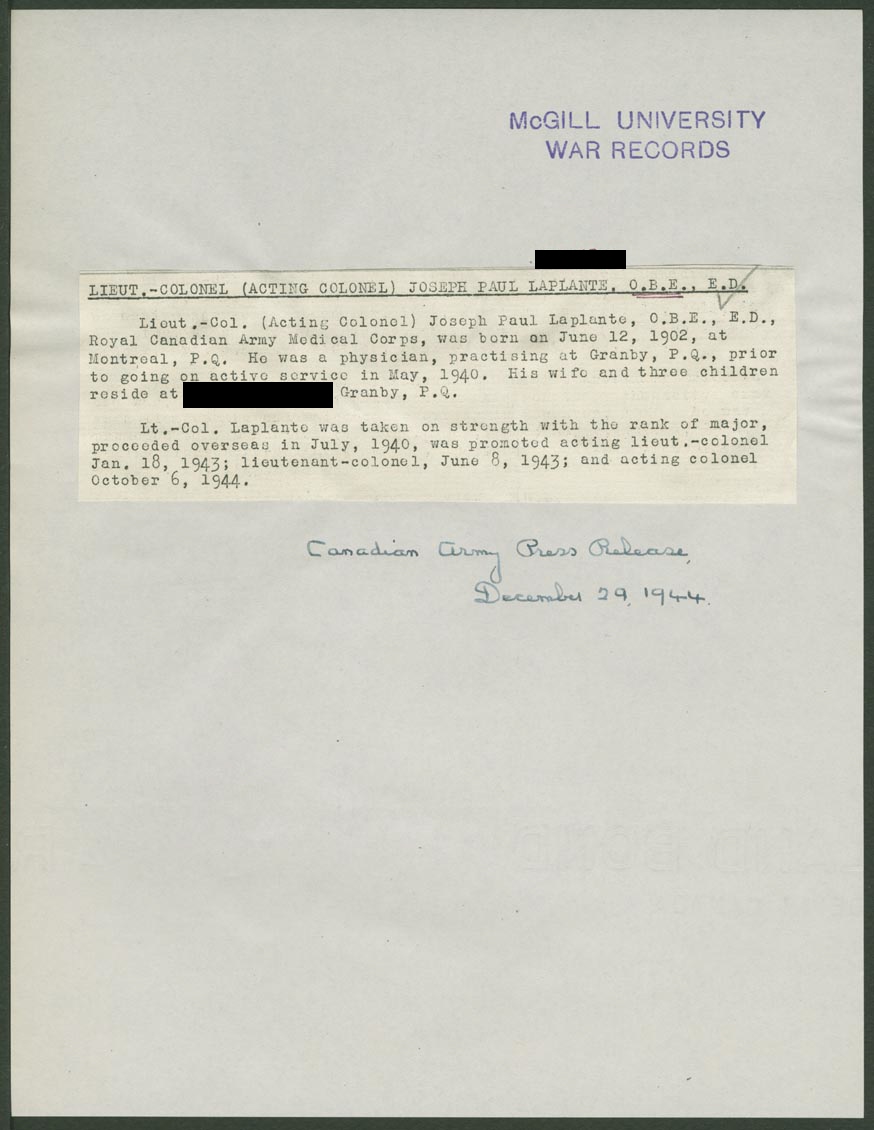 McGILL UNIVERSITY
WAR RECORDS
LIEUT.-COLONEL (ACTING COLONEL) JOSEPH PAUL LAPLANTE, O.B.E., E.D.
Lieut.-Col. (Acting Colonel) Joseph Paul Laplante, O.B.E., E.D.,
Royal Canadian Army Medical Corps, was born on June 12, 1902, at
Montreal, P.Q. He was a physician, practising at Granby, P.Q., prior
to going on active service in May, 1940. His wife and three children
reside at Granby, P.Q.
Lt.-Col. Laplante was taken on strength with the rank of major,
proceeded overseas in July, 1940, was promoted acting lieut.-colonel
Jan. 18, 1943; lieutenant-colonel, June 8, 1943; and acting colonel
October 6, 1944.
Canadian Army Press Release,
December 29, 1944.